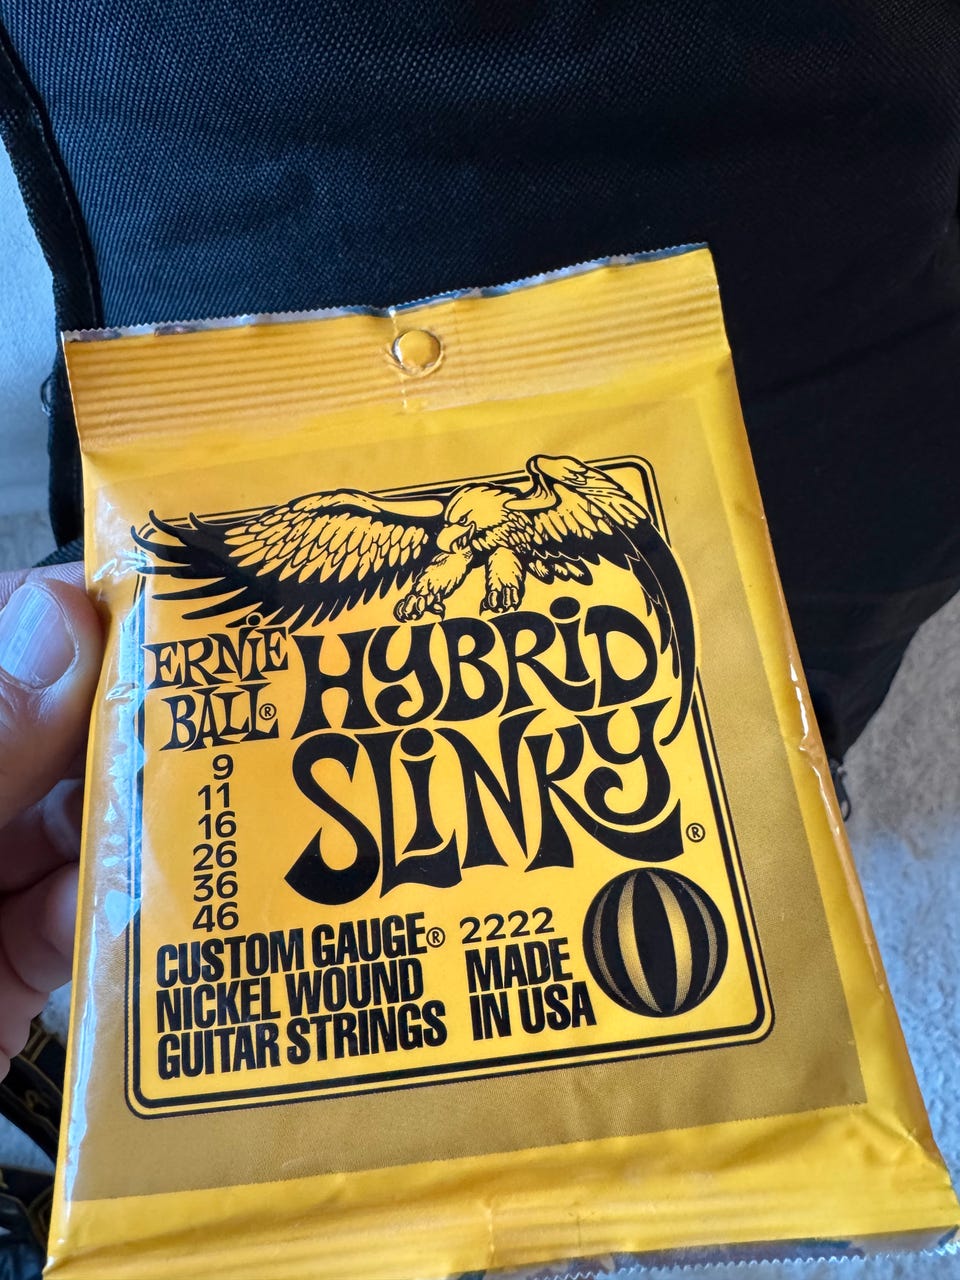 ERNiE
BALL®
HYBRiD
SLiNKY®
9
11
16
26
36
46
CUSTOM GAUGE®
NICKEL WOUND
GUITAR STRINGS
2222
MADE
IN USA